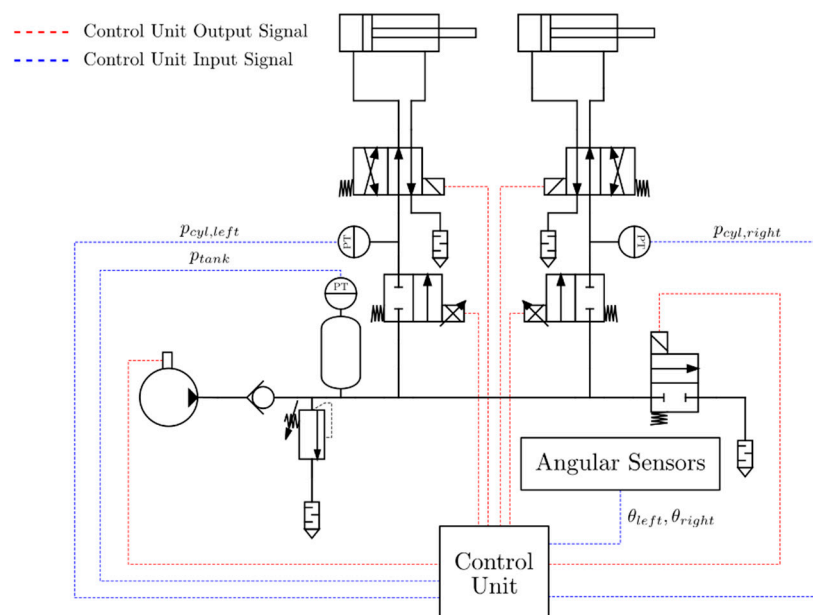 Control Unit Output Signal
Control Unit Input Signal
p_{cyl,left}
p_{cyl,right}
p_{tank}
PT
PT
PT
Angular Sensors
θ_{left}, θ_{right}
Control
Unit